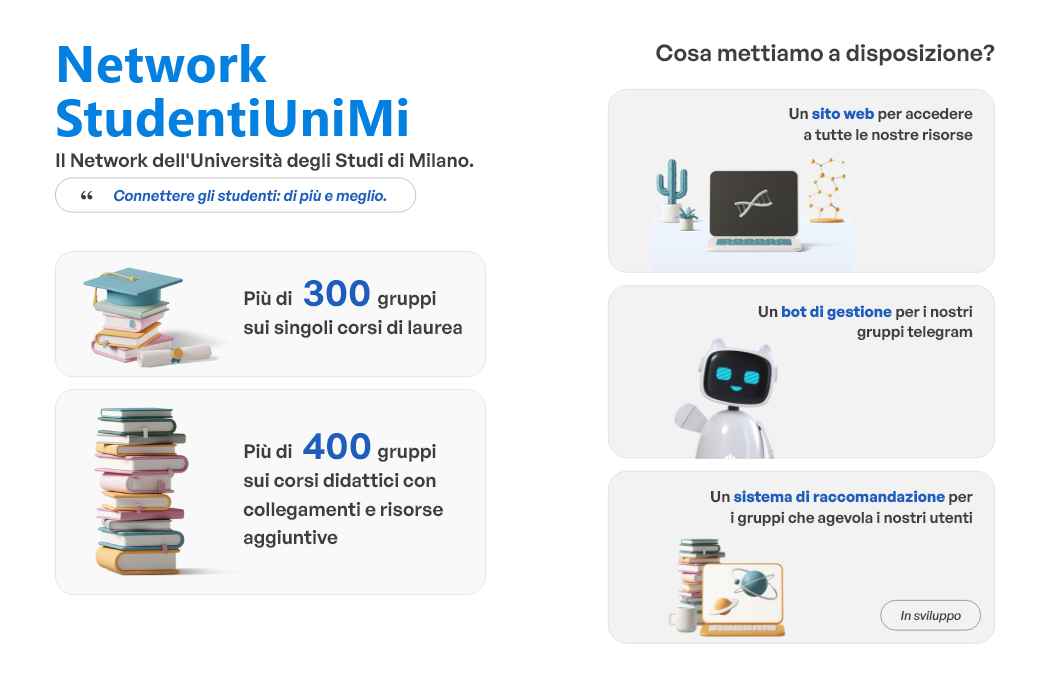 Network
StudentiUniMi
Il Network dell'Università degli Studi di Milano.
“ Connettere gli studenti: di più e meglio.
Più di 300 gruppi
sui singoli corsi di laurea
Più di 400 gruppi
sui corsi didattici con
collegamenti e risorse
aggiuntive
Cosa mettiamo a disposizione?
Un sito web per accedere
a tutte le nostre risorse
Un bot di gestione per i nostri
gruppi telegram
Un sistema di raccomandazione per
i gruppi che agevola i nostri utenti
In sviluppo